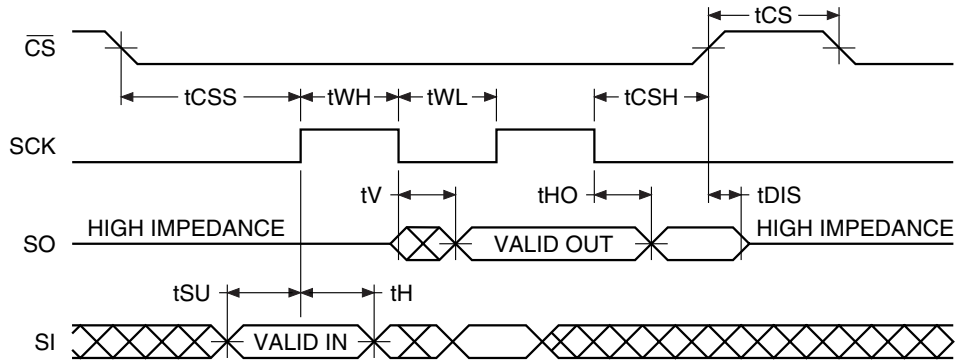 tCS
CS
tCSS tWH tWL tCSH
SCK
tV tHO tDIS
HIGH IMPEDANCE HIGH IMPEDANCE
SO VALID OUT
tSU tH
SI VALID IN